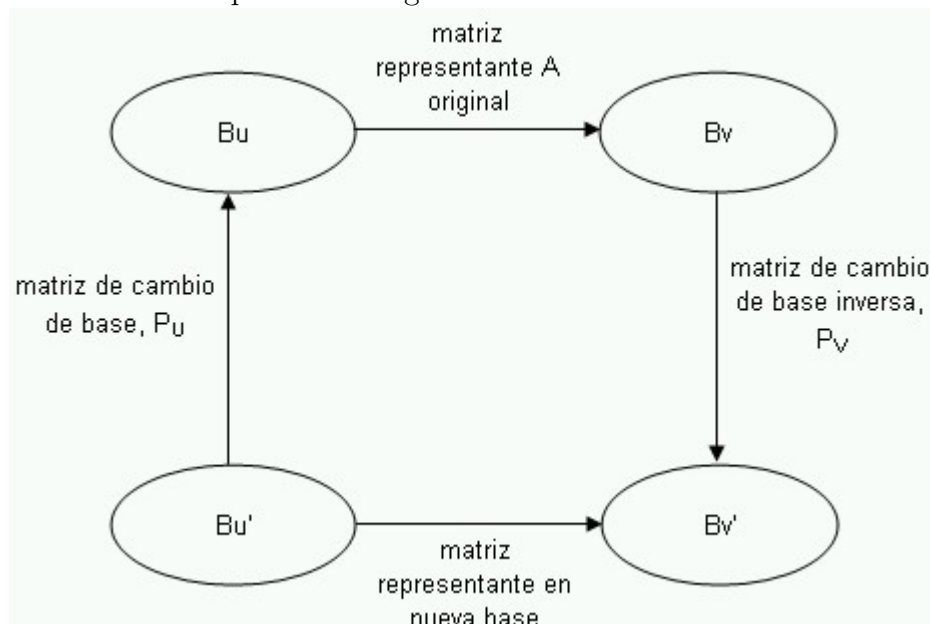 matriz
representante A
original
Bu
Bv
matriz de cambio
de base, PU
matriz de cambio
de base inversa,
PV
Bu'
Bv'
matriz
representante en
nueva base